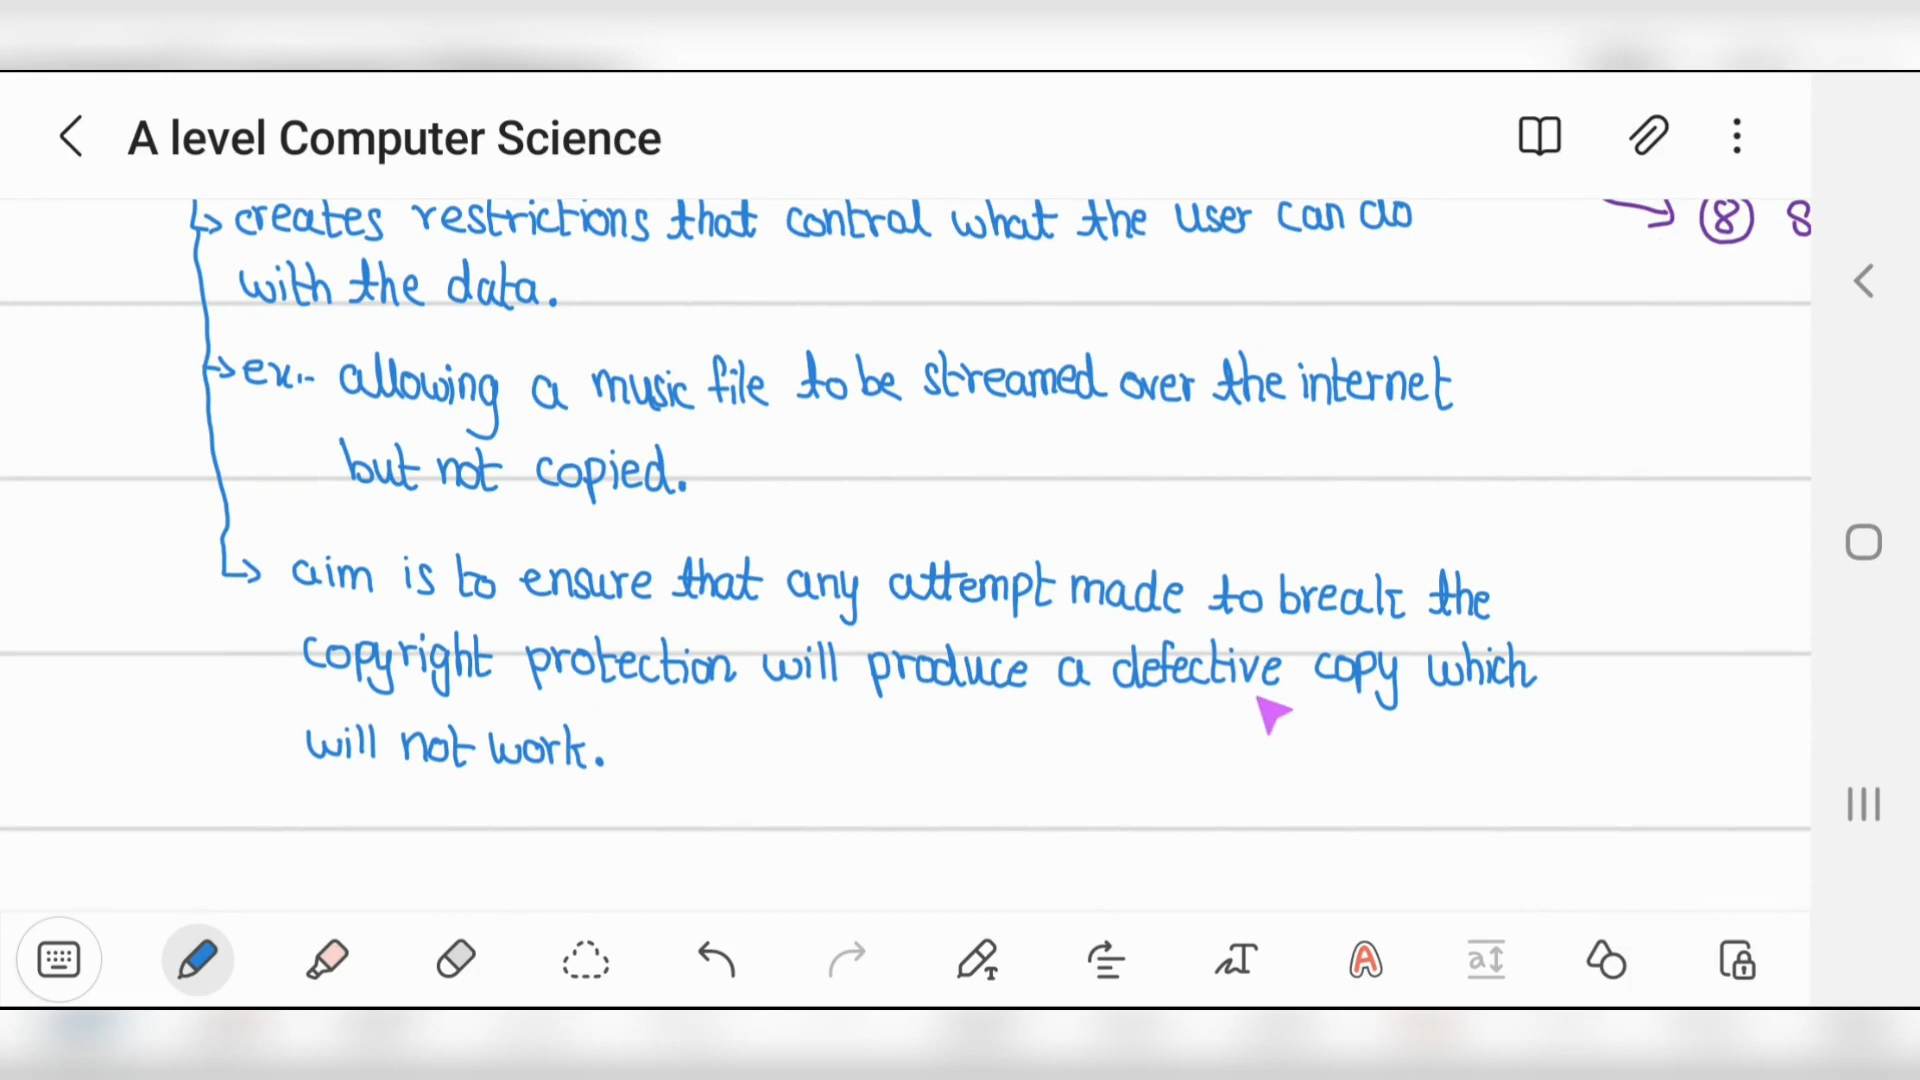 A level Computer Science
↳ creates restrictions that control what the user can do → (8) 8
with the data.
→ ex:- allowing a music file to be streamed over the internet
but not copied.
↳ aim is to ensure that any attempt made to break the
copyright protection will produce a defective copy which
will not work.